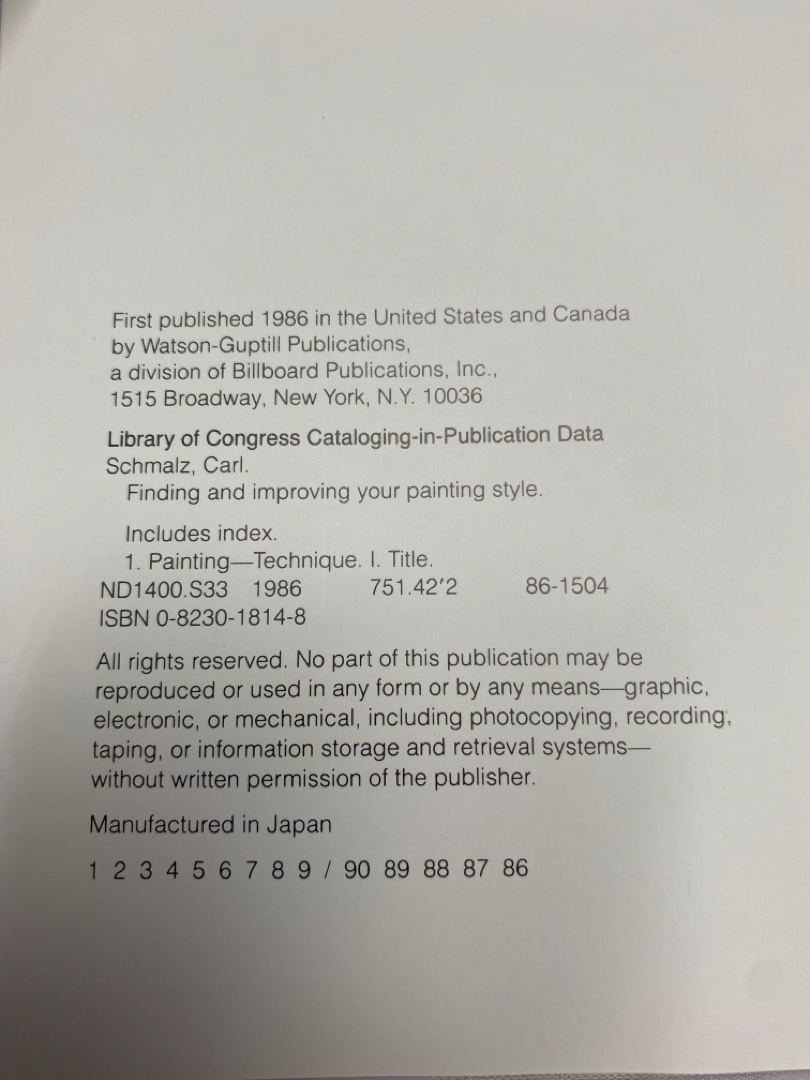 First published 1986 in the United States and Canada
by Watson-Guptill Publications,
a division of Billboard Publications, Inc.,
1515 Broadway, New York, N.Y. 10036
Library of Congress Cataloging-in-Publication Data
Schmalz, Carl.
Finding and improving your painting style.
Includes index.
1. Painting—Technique. I. Title.
ND1400.S33 1986 751.42′2 86-1504
ISBN 0-8230-1814-8
All rights reserved. No part of this publication may be
reproduced or used in any form or by any means—graphic,
electronic, or mechanical, including photocopying, recording,
taping, or information storage and retrieval systems—
without written permission of the publisher.
Manufactured in Japan
1 2 3 4 5 6 7 8 9 / 90 89 88 87 86